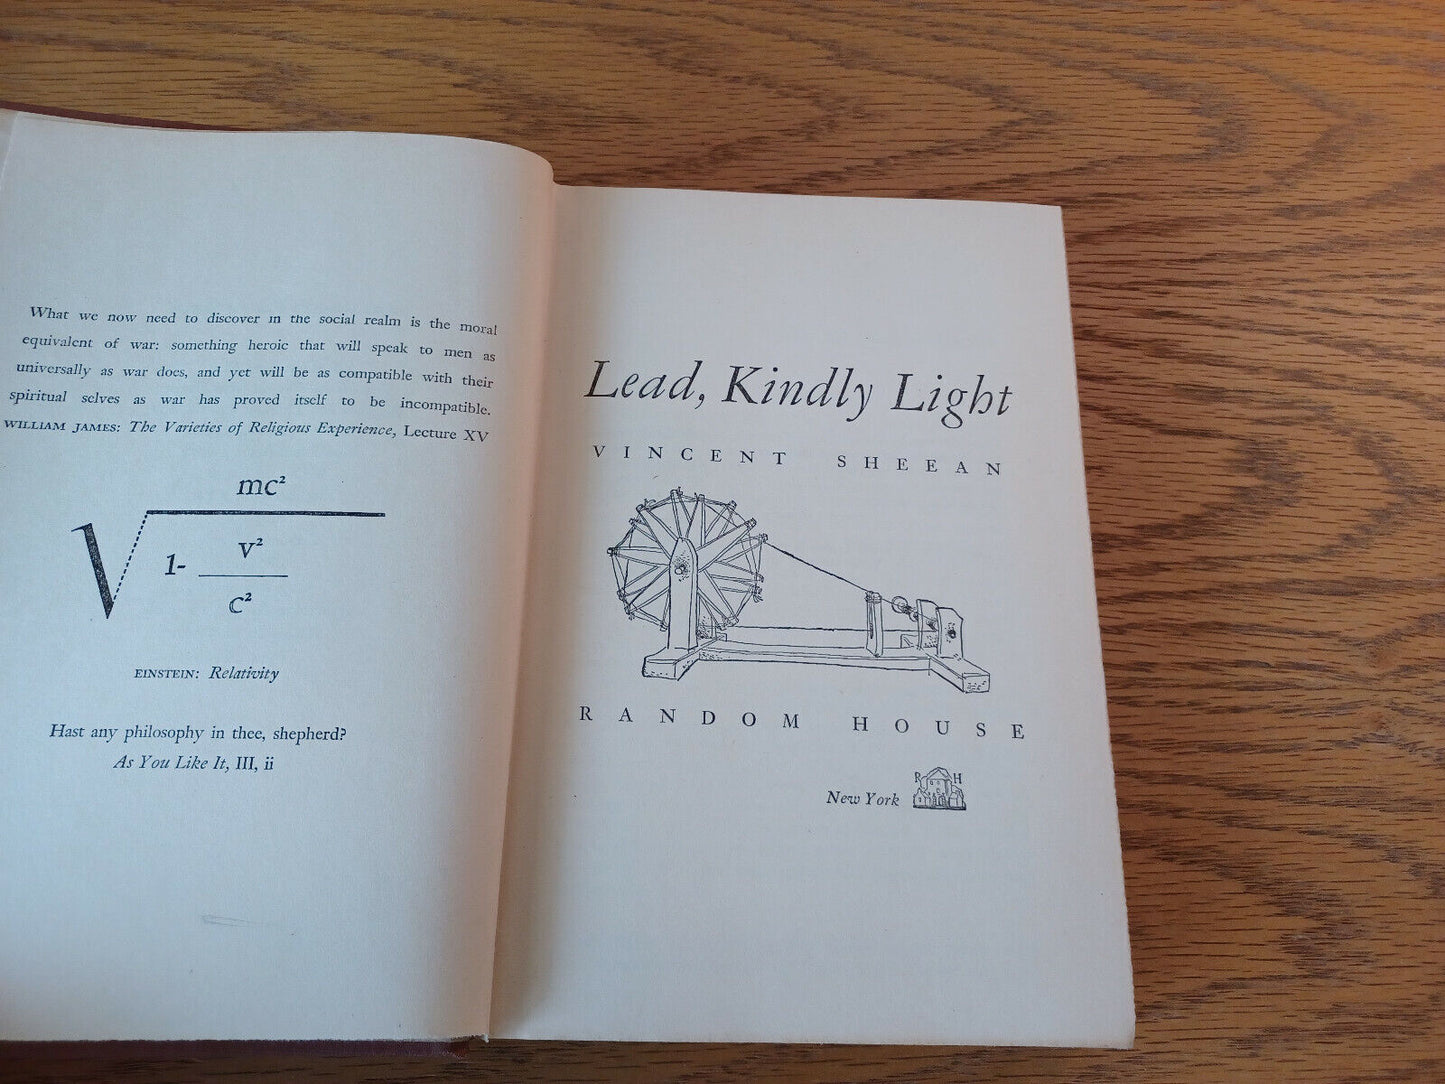 What we now need to discover in the social realm is the moral
equivalent of war: something heroic that will speak to men as
universally as war does, and yet will be as compatible with their
spiritual selves as war has proved itself to be incompatible.
WILLIAM JAMES: The Varieties of Religious Experience, Lecture XV
mc²
√
1- v²
c²
EINSTEIN: Relativity
Hast any philosophy in thee, shepherd?
As You Like It, III, ii
Lead, Kindly Light
VINCENT SHEEAN
RANDOM HOUSE
R H
New York